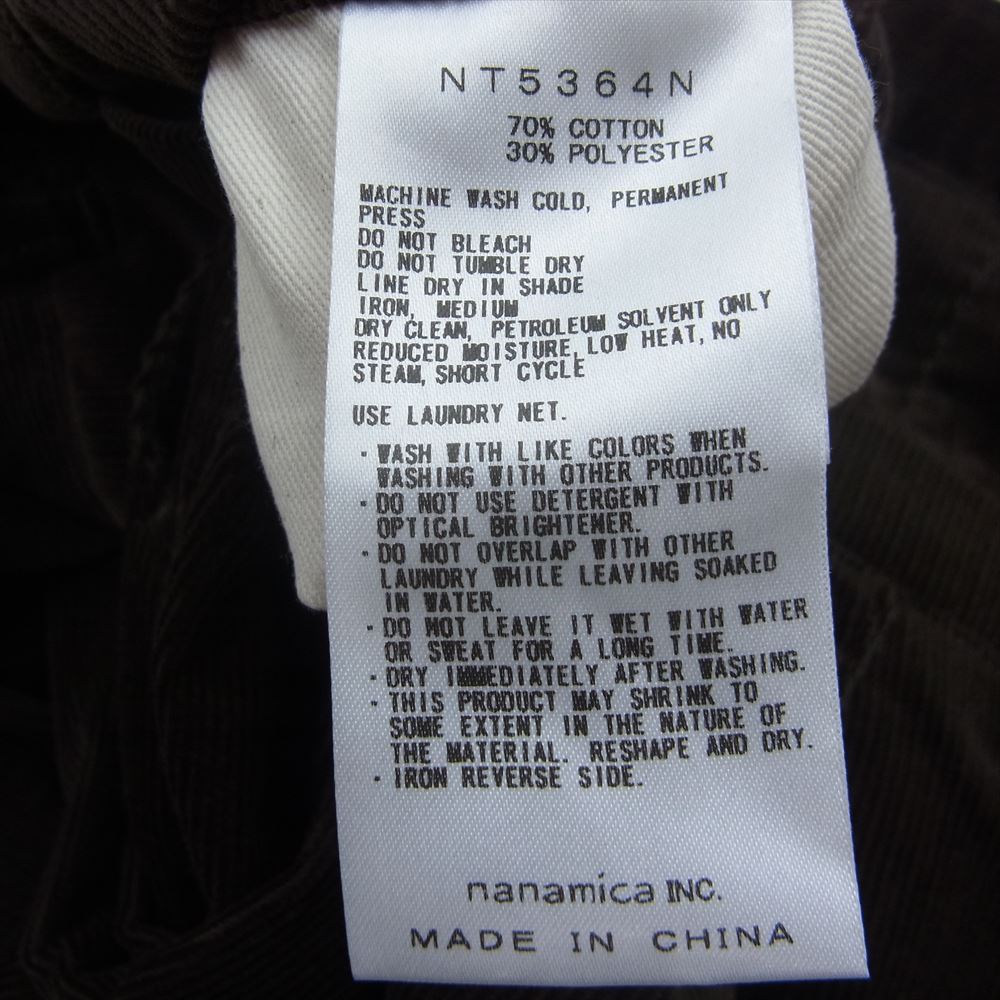 NT5364N
70% COTTON
30% POLYESTER
MACHINE WASH COLD, PERMANENT
PRESS
DO NOT BLEACH
DO NOT TUMBLE DRY
LINE DRY IN SHADE
IRON, MEDIUM
DRY CLEAN, PETROLEUM SOLVENT ONLY
REDUCED MOISTURE, LOW HEAT, NO
STEAM, SHORT CYCLE
USE LAUNDRY NET.
・WASH WITH LIKE COLORS WHEN
WASHING WITH OTHER PRODUCTS.
・DO NOT USE DETERGENT WITH
OPTICAL BRIGHTENER.
・DO NOT OVERLAP WITH OTHER
LAUNDRY WHILE LEAVING SOAKED
IN WATER.
・DO NOT LEAVE IT WET WITH WATER
OR SWEAT FOR A LONG TIME.
・DRY IMMEDIATELY AFTER WASHING.
・THIS PRODUCT MAY SHRINK TO
SOME EXTENT IN THE NATURE OF
THE MATERIAL. RESHAPE AND DRY.
・IRON REVERSE SIDE.
nanamica INC.
MADE IN CHINA